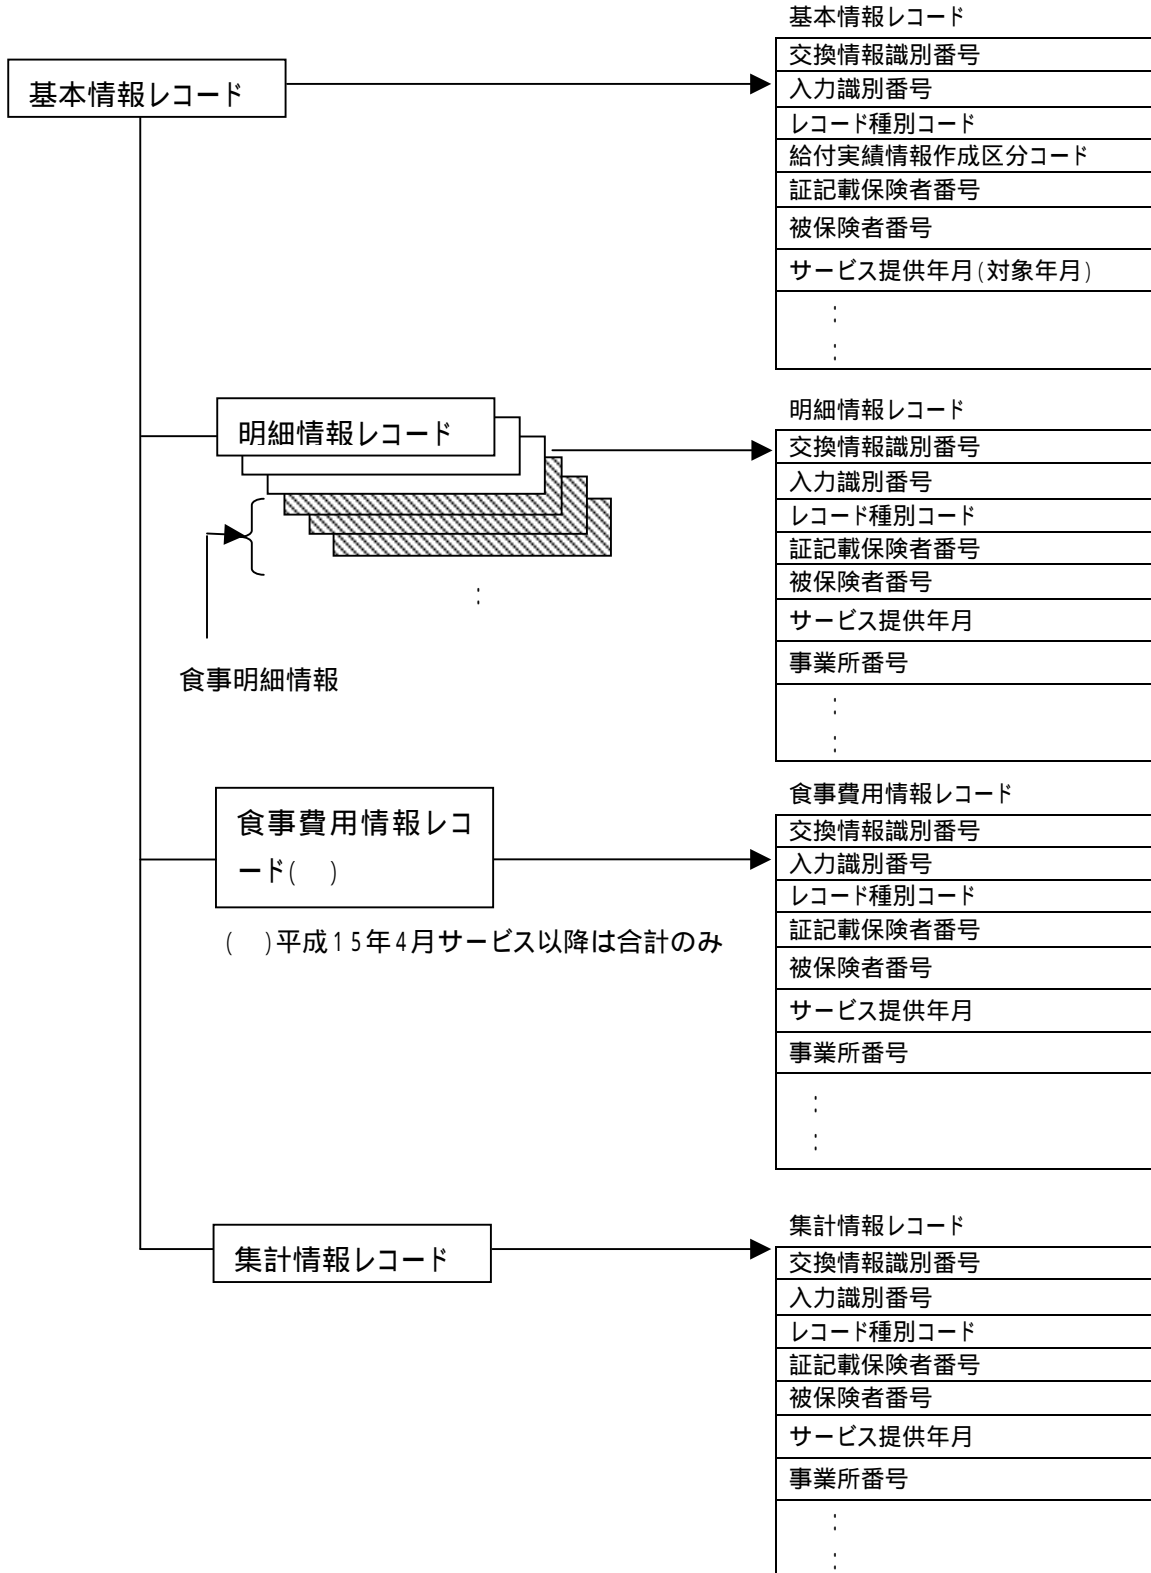 基本情報レコード
基本情報レコード
交換情報識別番号
入力識別番号
レコード種別コード
給付実績情報作成区分コード
証記載保険者番号
被保険者番号
サービス提供年月(対象年月)
:
:
明細情報レコード
:
食事明細情報
明細情報レコード
交換情報識別番号
入力識別番号
レコード種別コード
証記載保険者番号
被保険者番号
サービス提供年月
事業所番号
:
:
食事費用情報レコ
ード(　)
(　)平成15年4月サービス以降は合計のみ
食事費用情報レコード
交換情報識別番号
入力識別番号
レコード種別コード
証記載保険者番号
被保険者番号
サービス提供年月
事業所番号
:
:
集計情報レコード
集計情報レコード
交換情報識別番号
入力識別番号
レコード種別コード
証記載保険者番号
被保険者番号
サービス提供年月
事業所番号
:
: